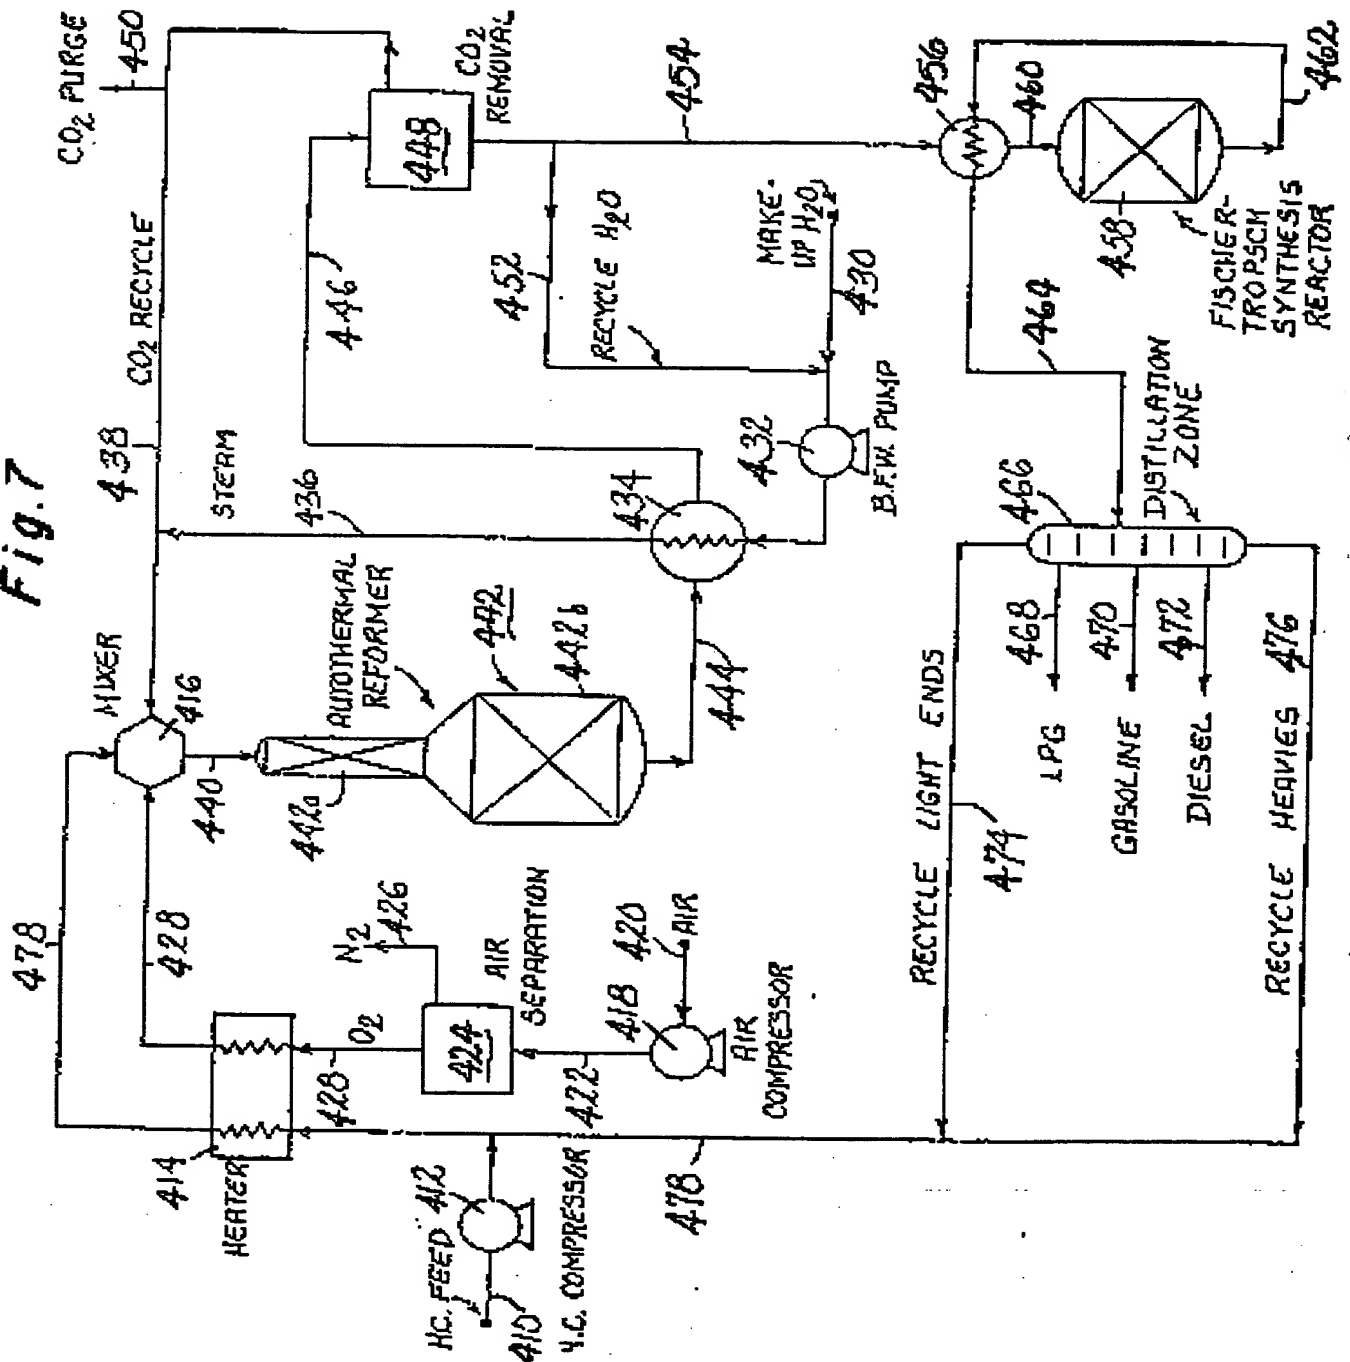 Fig. 7
CO2 PURGE
450
438
CO2 RECYCLE
478
MIXER
416
STEAM
436
446
448
CO2
REMOVAL
454
428
440
AUTOTHERMAL
REFORMER
442
442a
442b
444
434
452
RECYCLE H2O
MAKE-
UP H2O
430
432
B.F.W. PUMP
456
460
462
458
FISCHER-
TROPSCH
SYNTHESIS
REACTOR
464
414
HEATER
428
O2
N2
426
424
AIR
SEPARATION
422
418
420
AIR
AIR
COMPRESSOR
HC. FEED
410
412
H.C. COMPRESSOR
478
466
DISTILLATION
ZONE
468
LPG
470
GASOLINE
472
DIESEL
RECYCLE LIGHT ENDS
474
RECYCLE HEAVIES
476